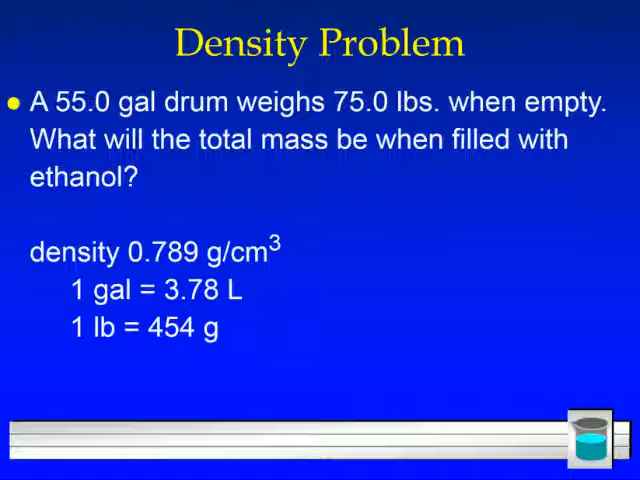 Density Problem
A 55.0 gal drum weighs 75.0 lbs. when empty.
What will the total mass be when filled with
ethanol?
density 0.789 g/cm³
1 gal = 3.78 L
1 lb = 454 g